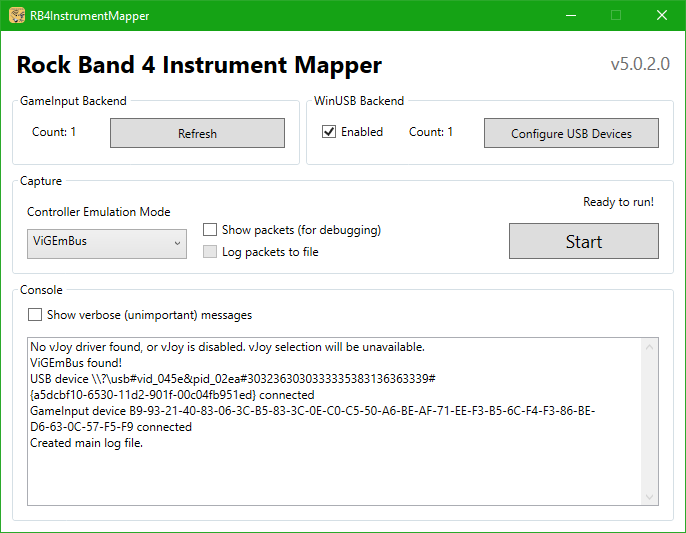 RB4InstrumentMapper
Rock Band 4 Instrument Mapper
v5.0.2.0
GameInput Backend
Count: 1
Refresh
WinUSB Backend
Enabled
Count: 1
Configure USB Devices
Capture
Controller Emulation Mode
ViGEmBus
Show packets (for debugging)
Log packets to file
Ready to run!
Start
Console
Show verbose (unimportant) messages
No vJoy driver found, or vJoy is disabled. vJoy selection will be unavailable.
ViGEmBus found!
USB device \\?\usb#vid_045e&pid_02ea#3032363030333335383136363339#
{a5dcbf10-6530-11d2-901f-00c04fb951ed} connected
GameInput device B9-93-21-40-83-06-3C-B5-83-3C-0E-C0-C5-50-A6-BE-AF-71-EE-F3-B5-6C-F4-F3-86-BE-
D6-63-0C-57-F5-F9 connected
Created main log file.